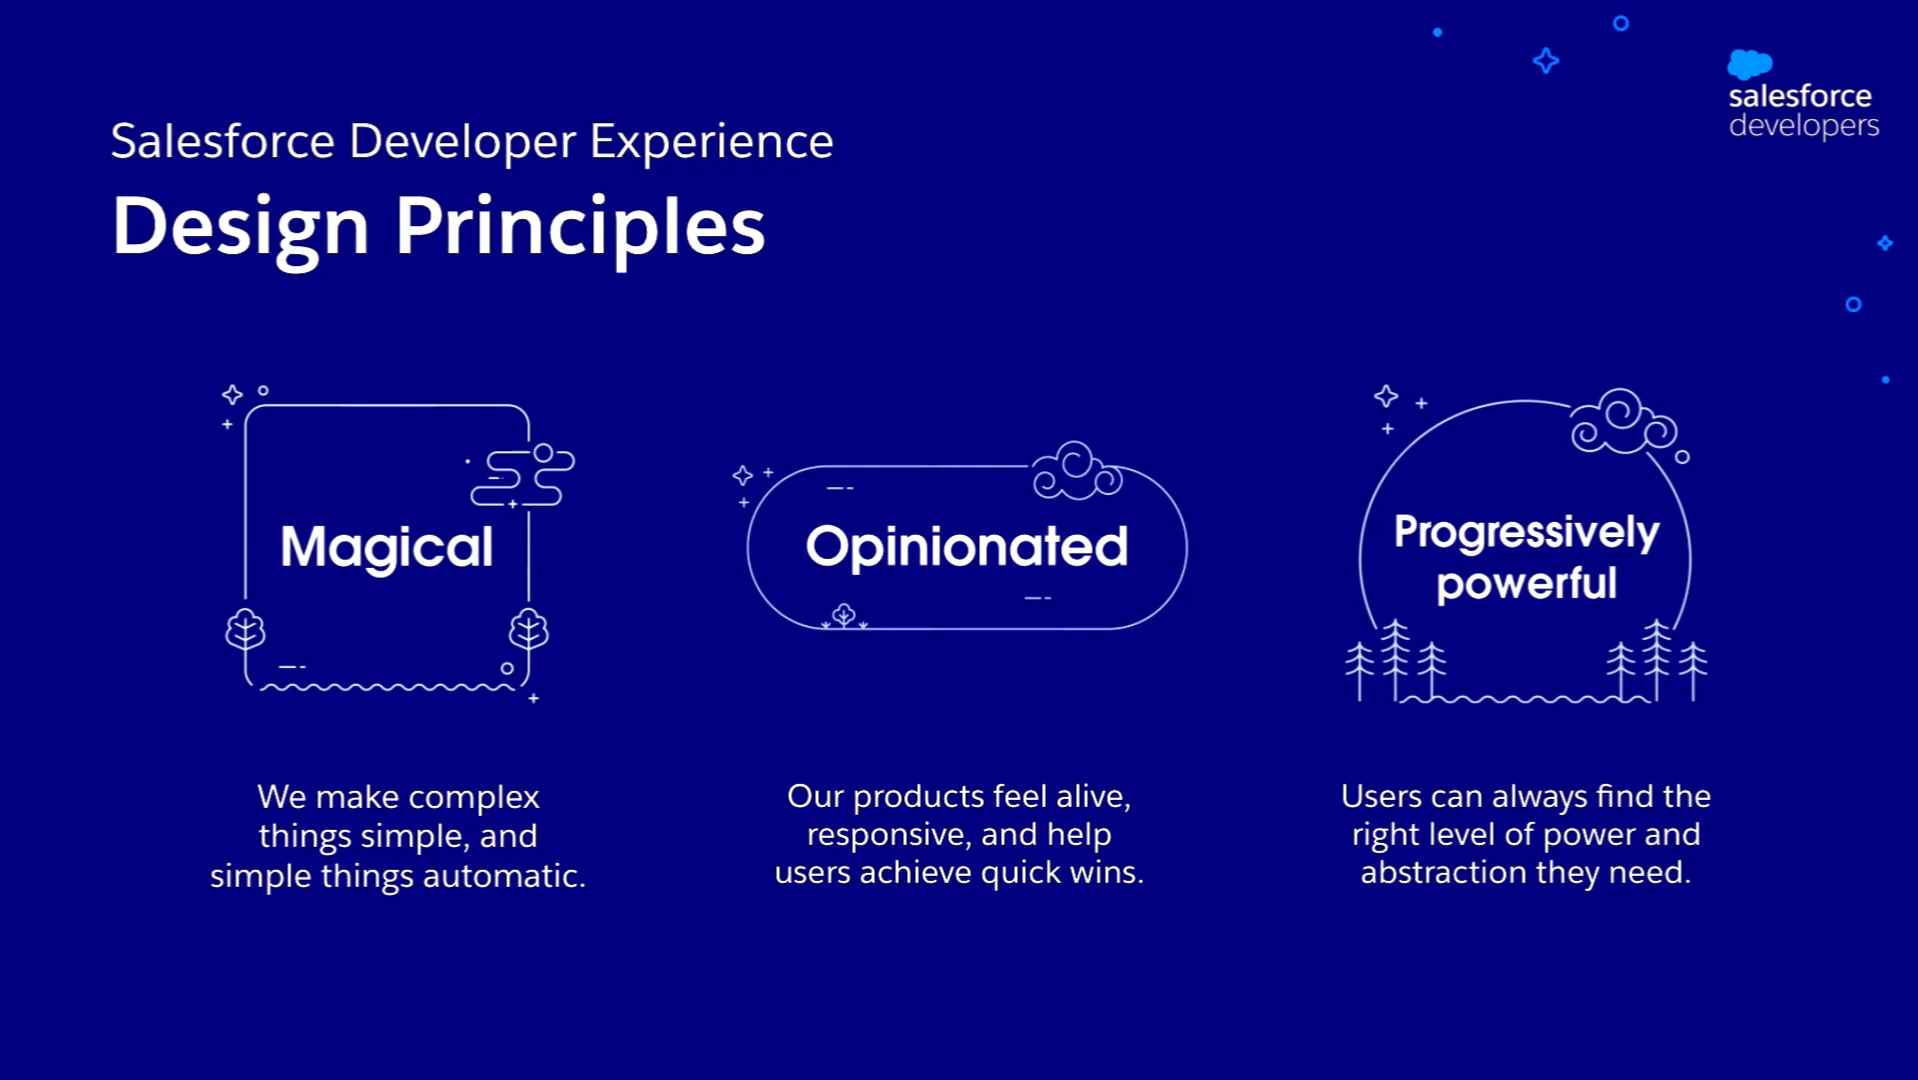 salesforce
developers
Salesforce Developer Experience
Design Principles
Magical
We make complex
things simple, and
simple things automatic.
Opinionated
Our products feel alive,
responsive, and help
users achieve quick wins.
Progressively
powerful
Users can always find the
right level of power and
abstraction they need.